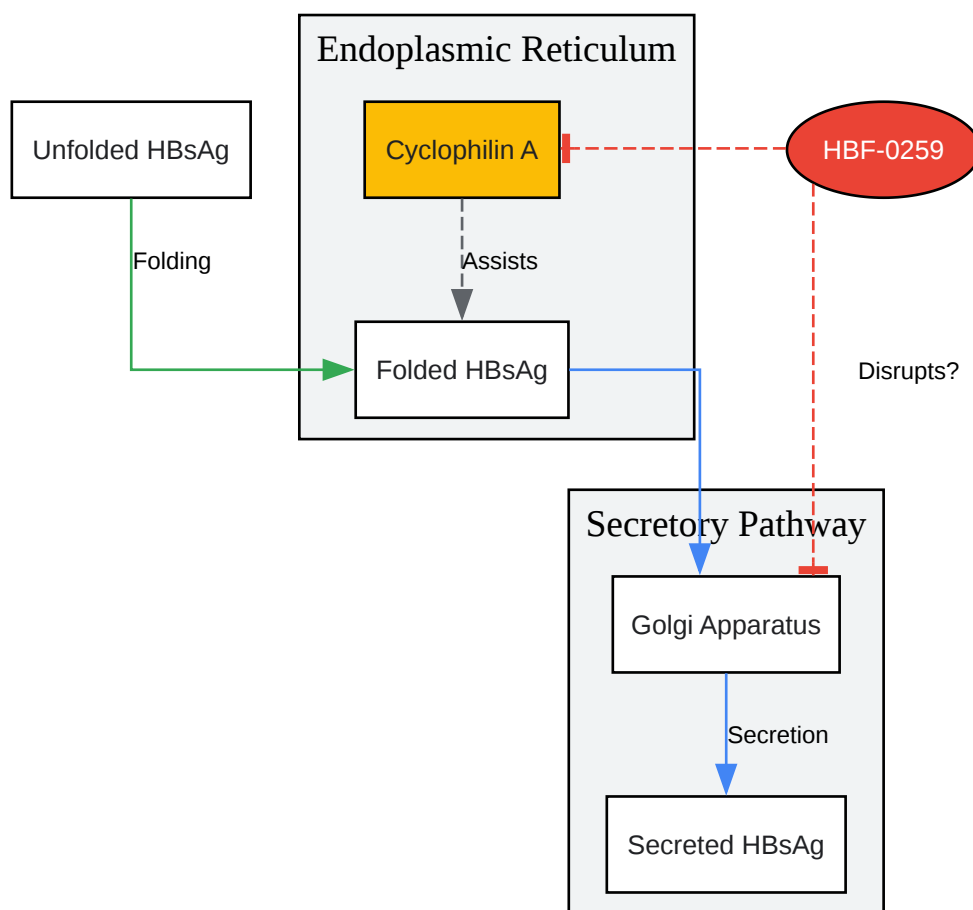 Endoplasmic Reticulum
Unfolded HBsAg
Cyclophilin A
HBF-0259
Folding
Assists
Folded HBsAg
Disrupts?
Secretory Pathway
Golgi Apparatus
Secretion
Secreted HBsAg